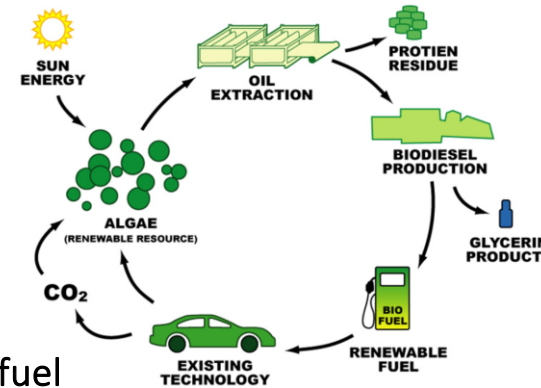 SUN
ENERGY
OIL
EXTRACTION
PROTIEN
RESIDUE
BIODIESEL
PRODUCTION
GLYCERIN
PRODUCT
ALGAE
(RENEWABLE RESOURCE)
CO₂
BIO
FUEL
RENEWABLE
FUEL
EXISTING
TECHNOLOGY
fuel